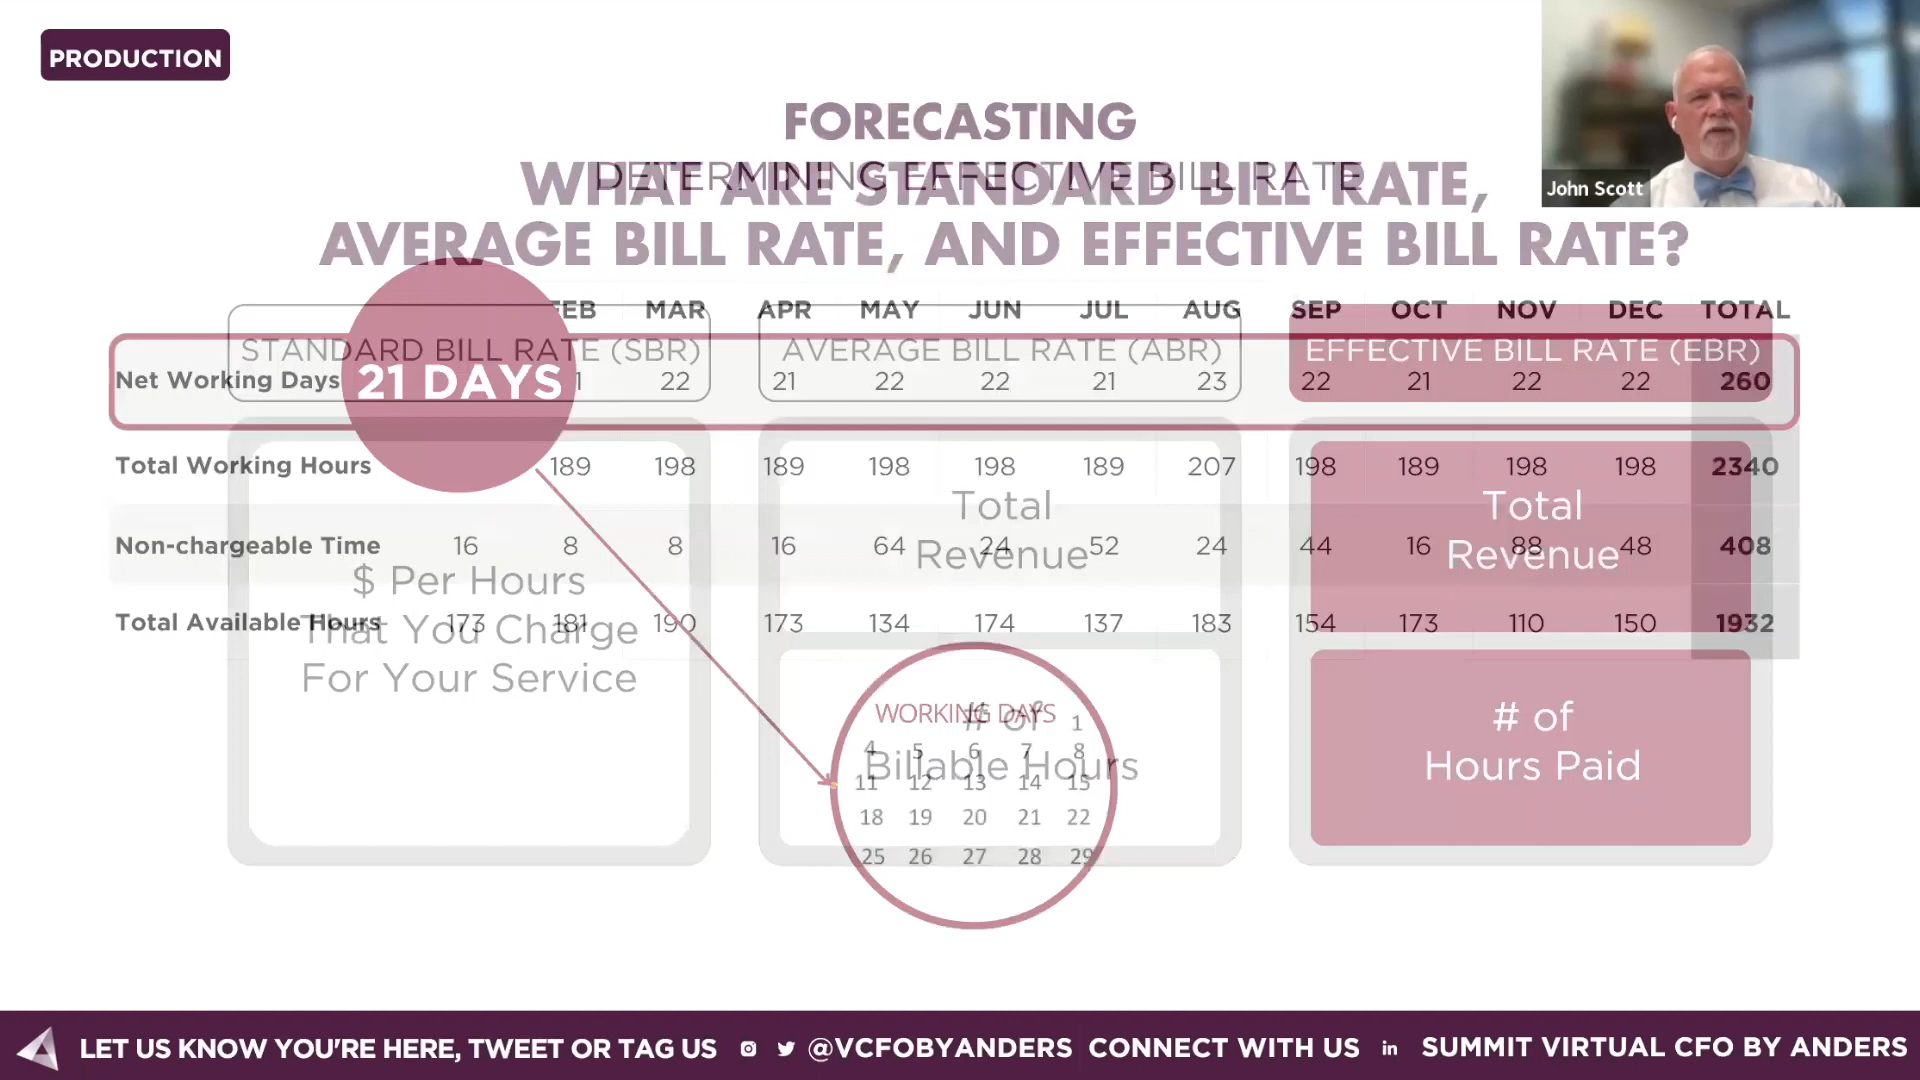 PRODUCTION
John Scott
FORECASTING
DETERMINING EFFECTIVE BILL RATE
WHAT ARE STANDARD BILL RATE,
AVERAGE BILL RATE, AND EFFECTIVE BILL RATE?
FEB MAR APR MAY JUN JUL AUG SEP OCT NOV DEC TOTAL
STANDARD BILL RATE (SBR) AVERAGE BILL RATE (ABR) EFFECTIVE BILL RATE (EBR)
Net Working Days 21 DAYS 22 21 22 22 21 23 22 21 22 22 260
Total Working Hours 189 198 189 198 198 189 207 198 189 198 198 2340
Total
Revenue
Total
Revenue
Non-chargeable Time 16 8 8 16 64 24 52 24 44 16 88 48 408
$ Per Hours
That You Charge
For Your Service
Total Available Hours 173 181 190 173 134 174 137 183 154 173 110 150 1932
# of
Billable Hours
# of
Hours Paid
WORKING DAYS
1
4 5 6 7 8
11 12 13 14 15
18 19 20 21 22
25 26 27 28 29
LET US KNOW YOU'RE HERE, TWEET OR TAG US @VCFOBYANDERS CONNECT WITH US in SUMMIT VIRTUAL CFO BY ANDERS